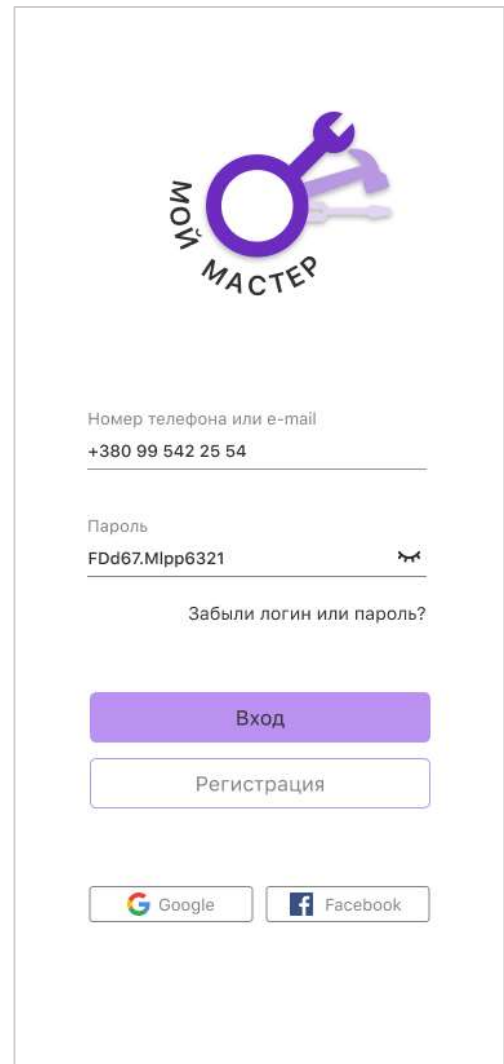 МОЙ МАСТЕР
Номер телефона или e-mail
+380 99 542 25 54
Пароль
FDd67.Mlpp6321
Забыли логин или пароль?
Вход
Регистрация
Google
Facebook